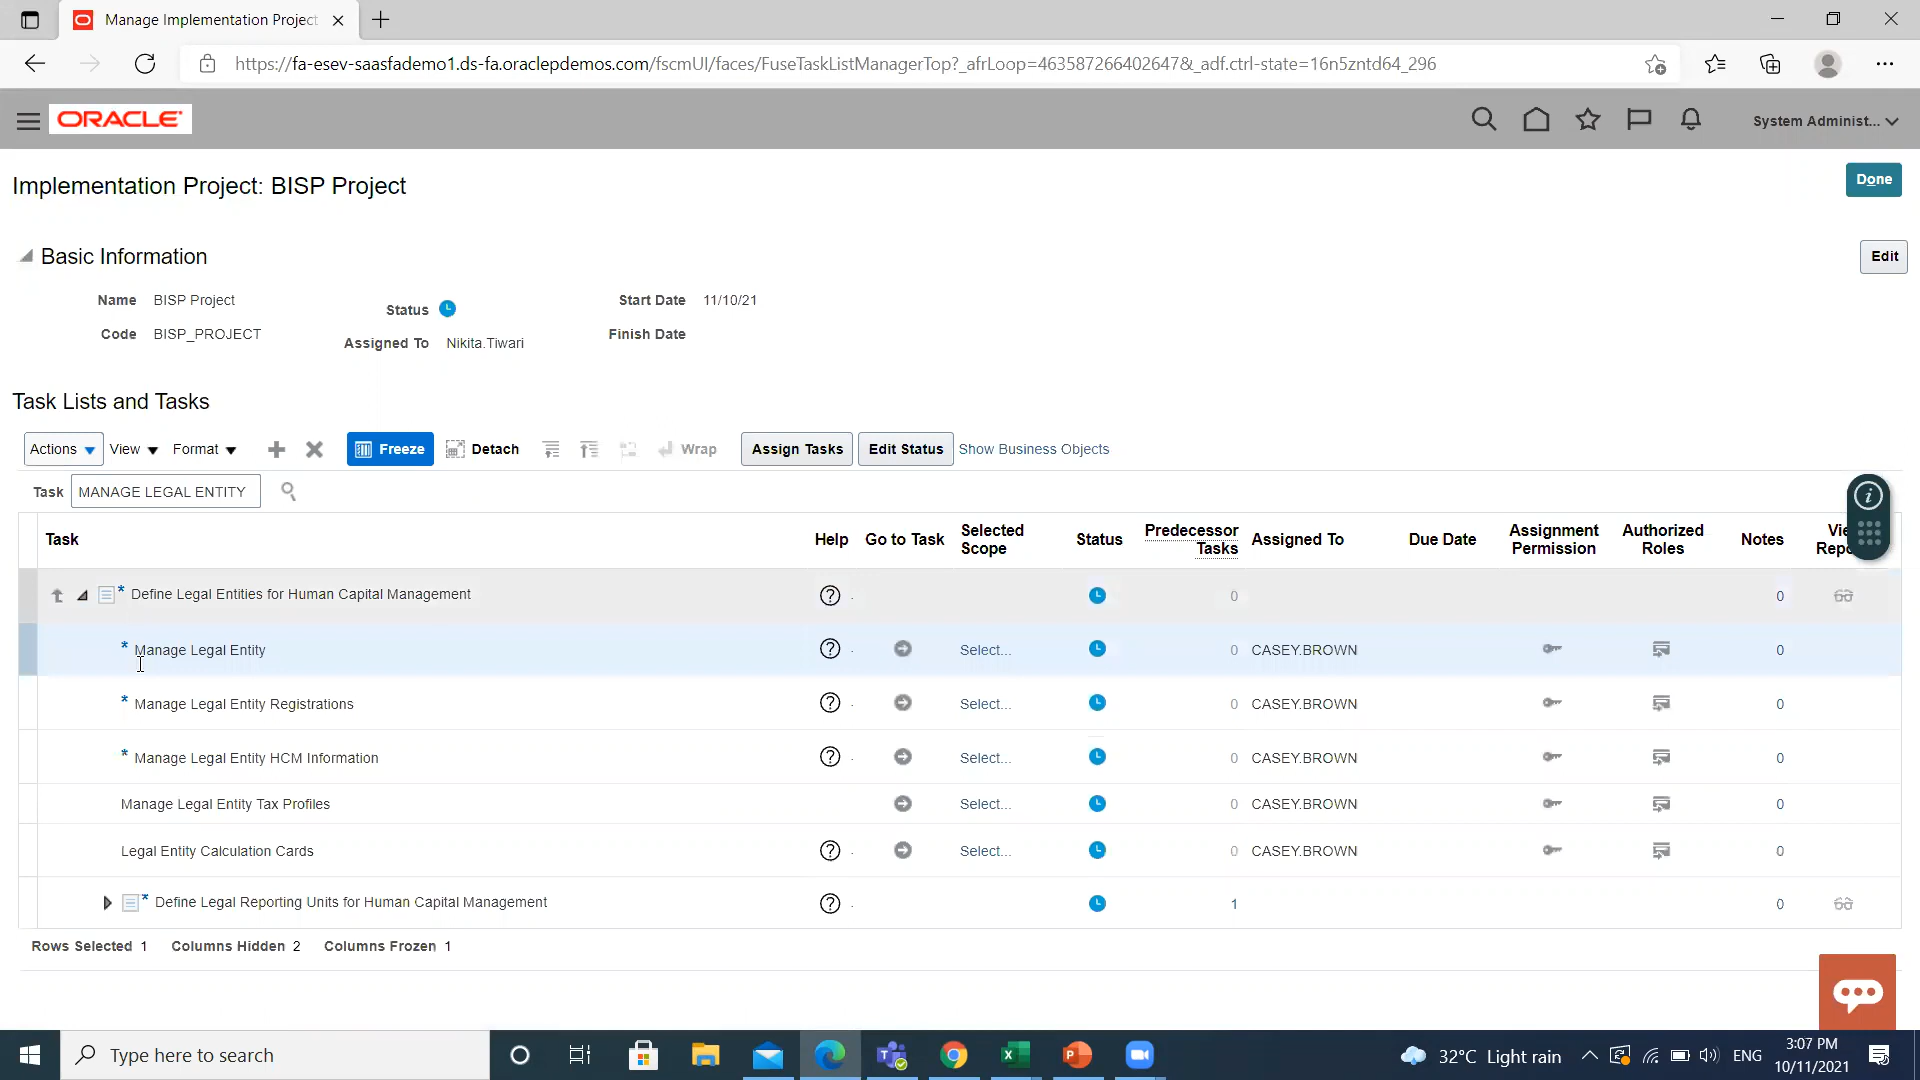 Manage Implementation Project
https://fa-esev-saasfademo1.ds-fa.oraclepdemos.com/fscmUI/faces/FuseTaskListManagerTop?_afrLoop=463587266402647&_adf.ctrl-state=16n5zntd64_296
ORACLE
System Administ...
Implementation Project: BISP Project
Done
Basic Information
Edit
Name BISP Project
Status
Start Date 11/10/21
Code BISP_PROJECT
Assigned To Nikita.Tiwari
Finish Date
Task Lists and Tasks
Actions View Format Freeze Detach Wrap Assign Tasks Edit Status Show Business Objects
Task MANAGE LEGAL ENTITY
Task Help Go to Task Selected Scope Status Predecessor Tasks Assigned To Due Date Assignment Permission Authorized Roles Notes
* Define Legal Entities for Human Capital Management 0 0
* Manage Legal Entity Select... 0 CASEY.BROWN 0
* Manage Legal Entity Registrations Select... 0 CASEY.BROWN 0
* Manage Legal Entity HCM Information Select... 0 CASEY.BROWN 0
Manage Legal Entity Tax Profiles Select... 0 CASEY.BROWN 0
Legal Entity Calculation Cards Select... 0 CASEY.BROWN 0
* Define Legal Reporting Units for Human Capital Management 1 0
Rows Selected 1 Columns Hidden 2 Columns Frozen 1
Type here to search
32°C Light rain
ENG
3:07 PM
10/11/2021